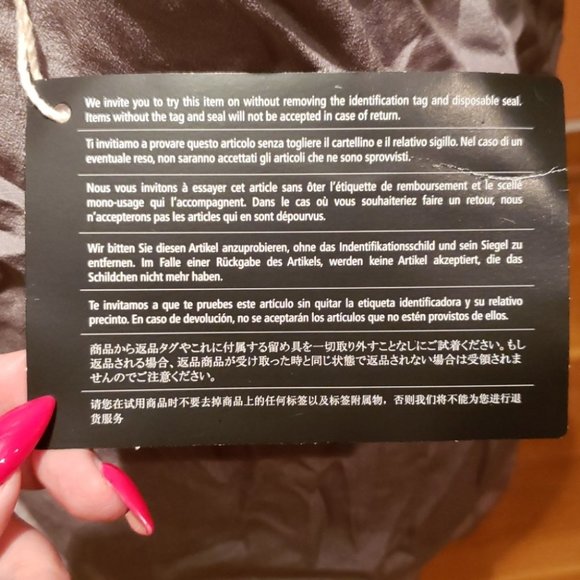 We invite you to try this item on without removing the identification tag and disposable seal.
Items without the tag and seal will not be accepted in case of return.
Ti invitiamo a provare questo articolo senza togliere il cartellino e il relativo sigillo. Nel caso di un
eventuale reso, non saranno accettati gli articoli che ne sono sprovvisti.
Nous vous invitons à essayer cet article sans ôter l'étiquette de remboursement et le scellé
mono-usage qui l'accompagnent. Dans le cas où vous souhaiteriez faire un retour, nous
n'accepterons pas les articles qui en sont dépourvus.
Wir bitten Sie diesen Artikel anzuprobieren, ohne das Indentifikationsschild und sein Siegel zu
entfernen. Im Falle einer Rückgabe des Artikels, werden keine Artikel akzeptiert, die das
Schildchen nicht mehr haben.
Te invitamos a que te pruebes este artículo sin quitar la etiqueta identificadora y su relativo
precinto. En caso de devolución, no se aceptarán los artículos que no estén provistos de ellos.
商品から返品タグやこれに付属する留め具を一切取り外すことなしにご試着ください。もし
返品される場合、返品商品が受け取った時と同じ状態で返品されない場合は受領されま
せんのでご注意ください。
请您在试用商品时不要去掉商品上的任何标签以及标签附属物，否则我们将不能为您进行退
货服务